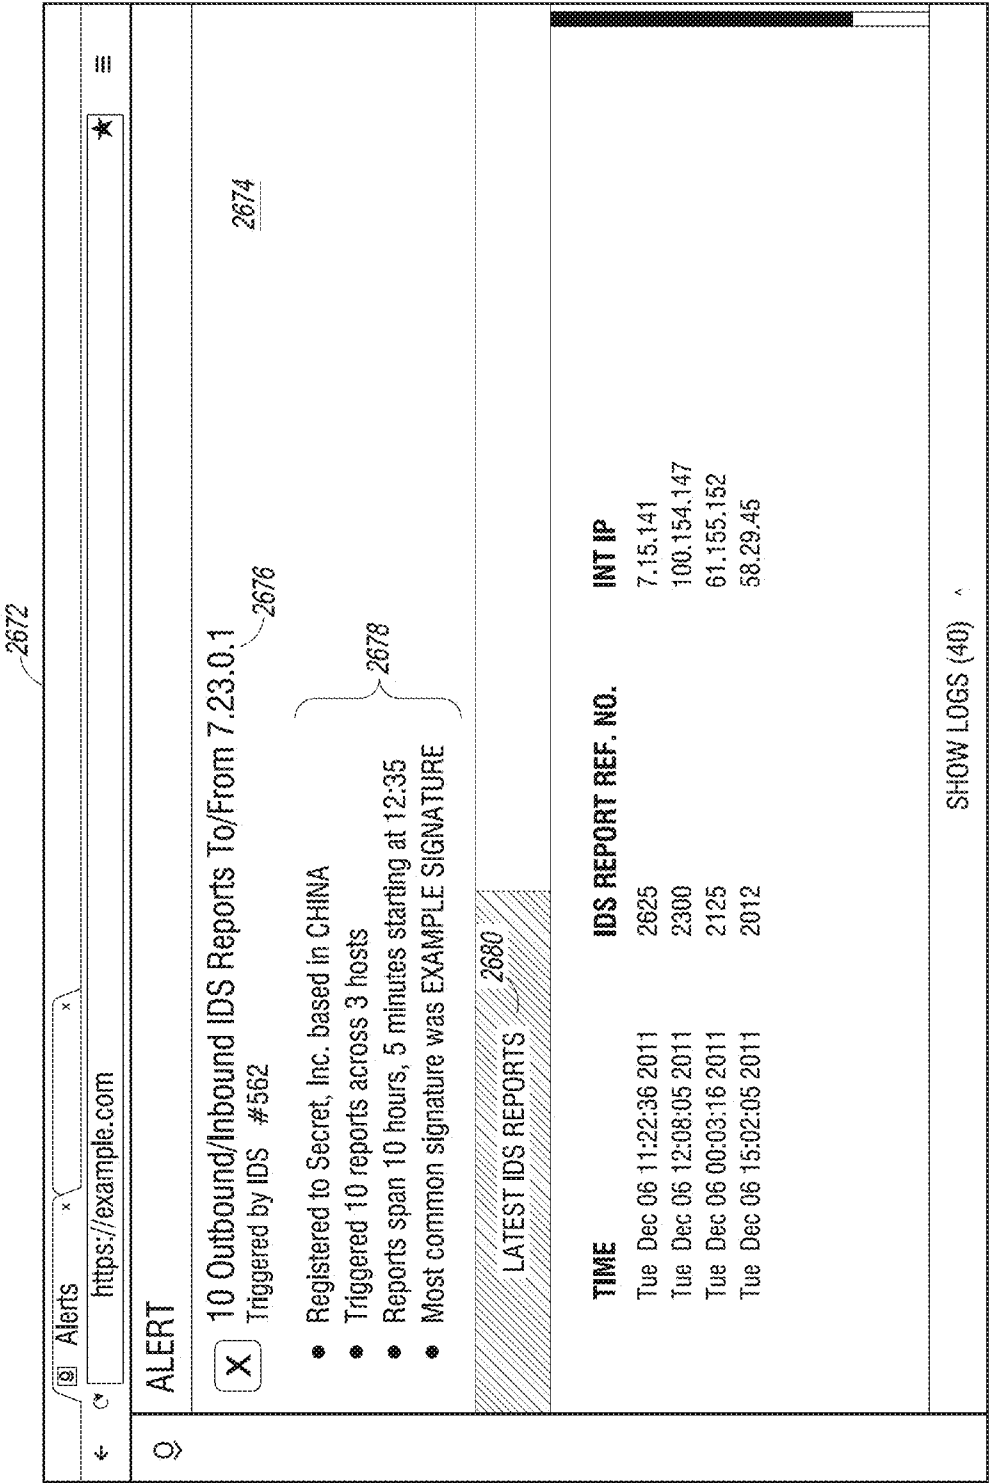 2672
Alerts x x
https://example.com
ALERT
2674
X 10 Outbound/Inbound IDS Reports To/From 7.23.0.1
Triggered by IDS #562
2676
• Registered to Secret, Inc. based in CHINA
• Triggered 10 reports across 3 hosts
• Reports span 10 hours, 5 minutes starting at 12:35
• Most common signature was EXAMPLE SIGNATURE
2678
LATEST IDS REPORTS
2680
TIME IDS REPORT REF. NO. INT IP
Tue Dec 06 11:22:36 2011 2625 7.15.141
Tue Dec 06 12:08:05 2011 2300 100.154.147
Tue Dec 06 00:03:16 2011 2125 61.155.152
Tue Dec 06 15:02:05 2011 2012 58.29.45
SHOW LOGS (40) ^